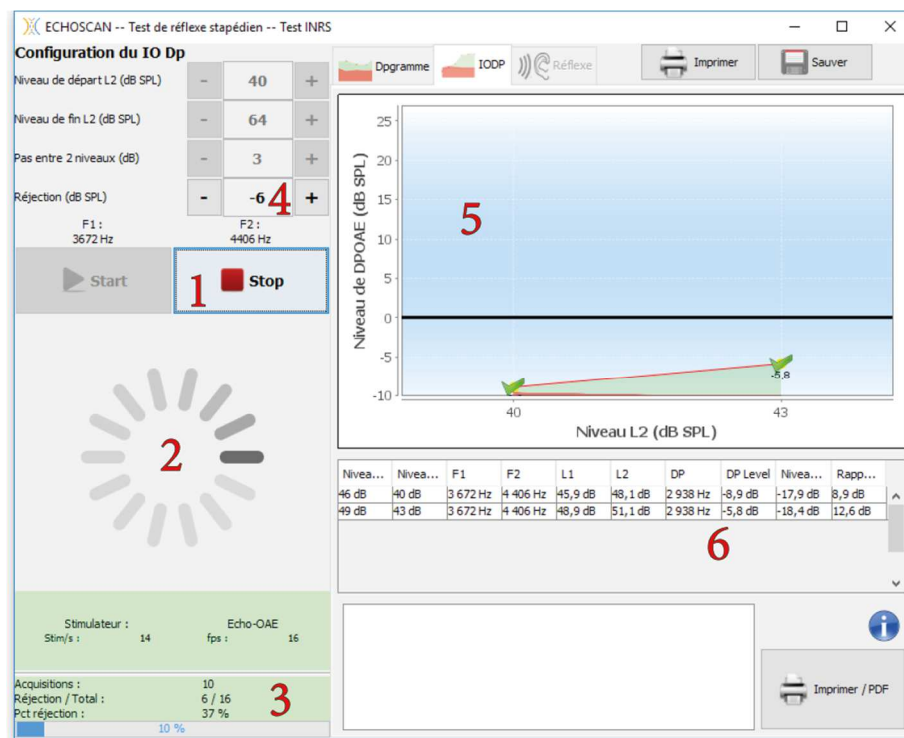 ECHOSCAN -- Test de réflexe stapédien -- Test INRS
Configuration du IO Dp
Niveau de départ L2 (dB SPL) - 40 +
Niveau de fin L2 (dB SPL) - 64 +
Pas entre 2 niveaux (dB) - 3 +
Réjection (dB SPL) - -6 4 +
F1 : F2 :
3672 Hz 4406 Hz
Start 1 Stop
2
Stimulateur : Echo-OAE
Stim/s : 14 fps : 16
Acquisitions : 10
Réjection / Total : 6 / 16
Pct réjection : 37 %
3
10 %
Dpgramme IODP Réflexe Imprimer Sauver
Niveau de DPOAE (dB SPL)
25
20
15
10
5
0
-5
-10
5
-5,8
40 43
Niveau L2 (dB SPL)
Nivea... Nivea... F1 F2 L1 L2 DP DP Level Nivea... Rapp...
46 dB 40 dB 3 672 Hz 4 406 Hz 45,9 dB 48,1 dB 2 938 Hz -8,9 dB -17,9 dB 8,9 dB
49 dB 43 dB 3 672 Hz 4 406 Hz 48,9 dB 51,1 dB 2 938 Hz -5,8 dB -18,4 dB 12,6 dB
6
i
Imprimer / PDF